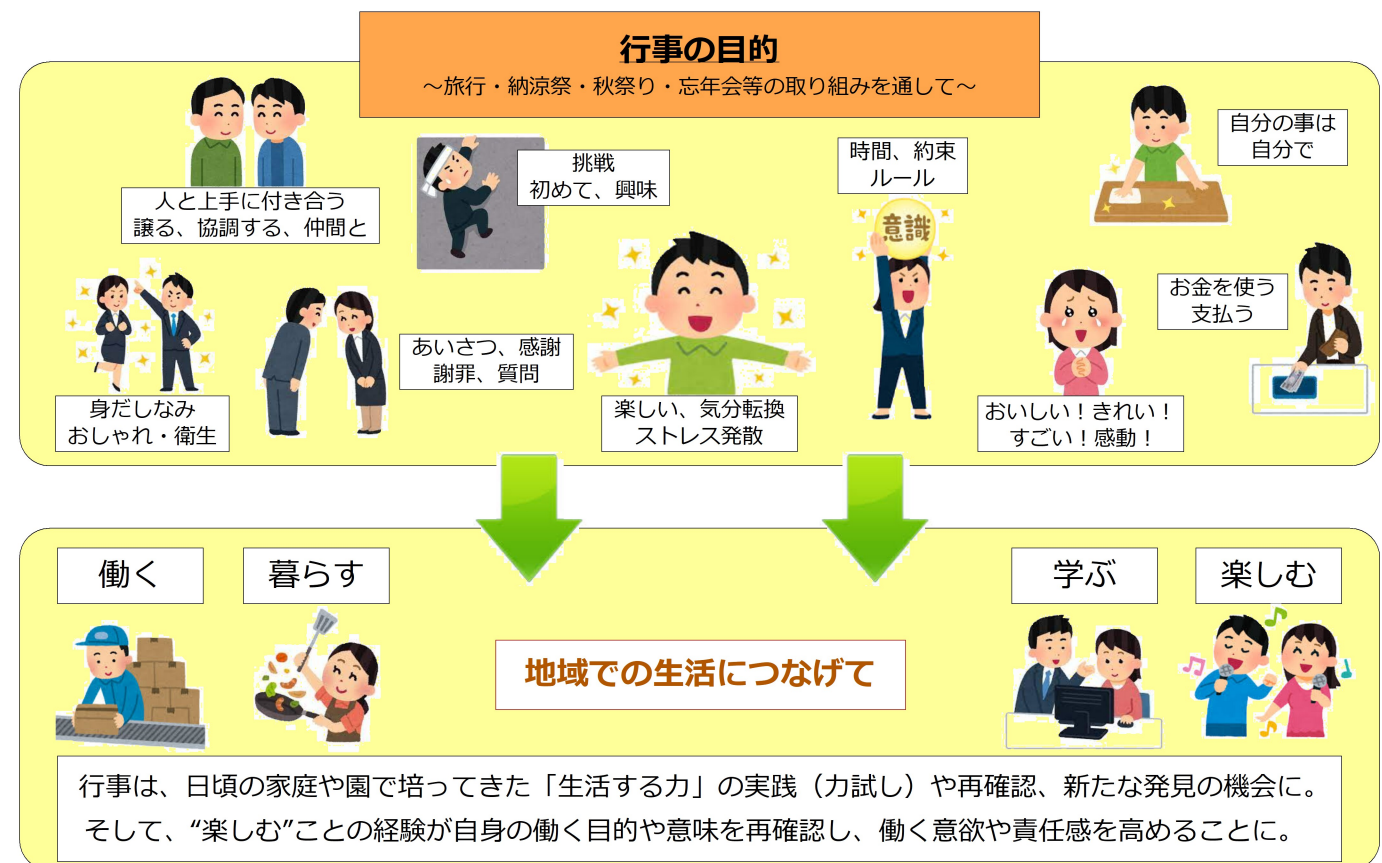 行事の目的
～旅行・納涼祭・秋祭り・忘年会等の取り組みを通して～
人と上手に付き合う
譲る、協調する、仲間と
挑戦
初めて、興味
時間、約束
ルール
意識
自分の事は
自分で
身だしなみ
おしゃれ・衛生
あいさつ、感謝
謝罪、質問
楽しい、気分転換
ストレス発散
おいしい！きれい！
すごい！感動！
お金を使う
支払う
働く
暮らす
地域での生活につなげて
学ぶ
楽しむ
行事は、日頃の家庭や園で培ってきた「生活する力」の実践（力試し）や再確認、新たな発見の機会に。
そして、“楽しむ”ことの経験が自身の働く目的や意味を再確認し、働く意欲や責任感を高めることに。